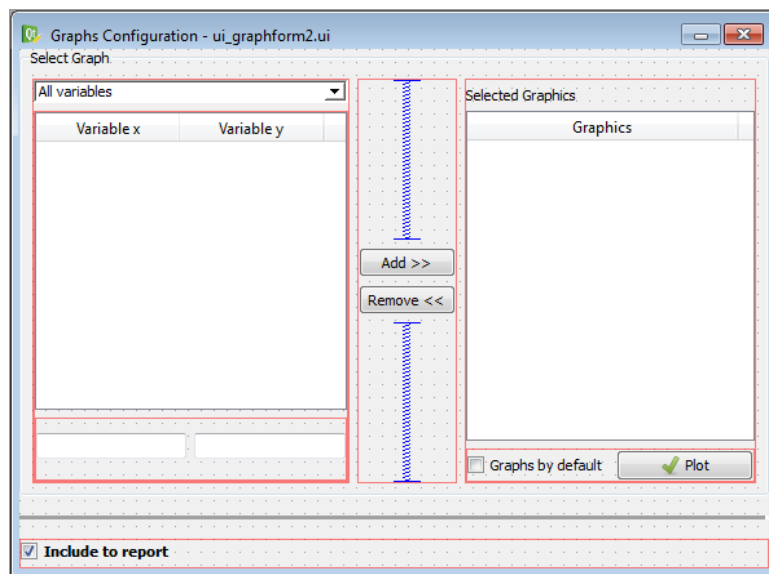 Graphs Configuration - ui_graphform2.ui
Select Graph
All variables
Selected Graphics
Variable x Variable y
Graphics
Add >>
Remove <<
Graphs by default Plot
Include to report